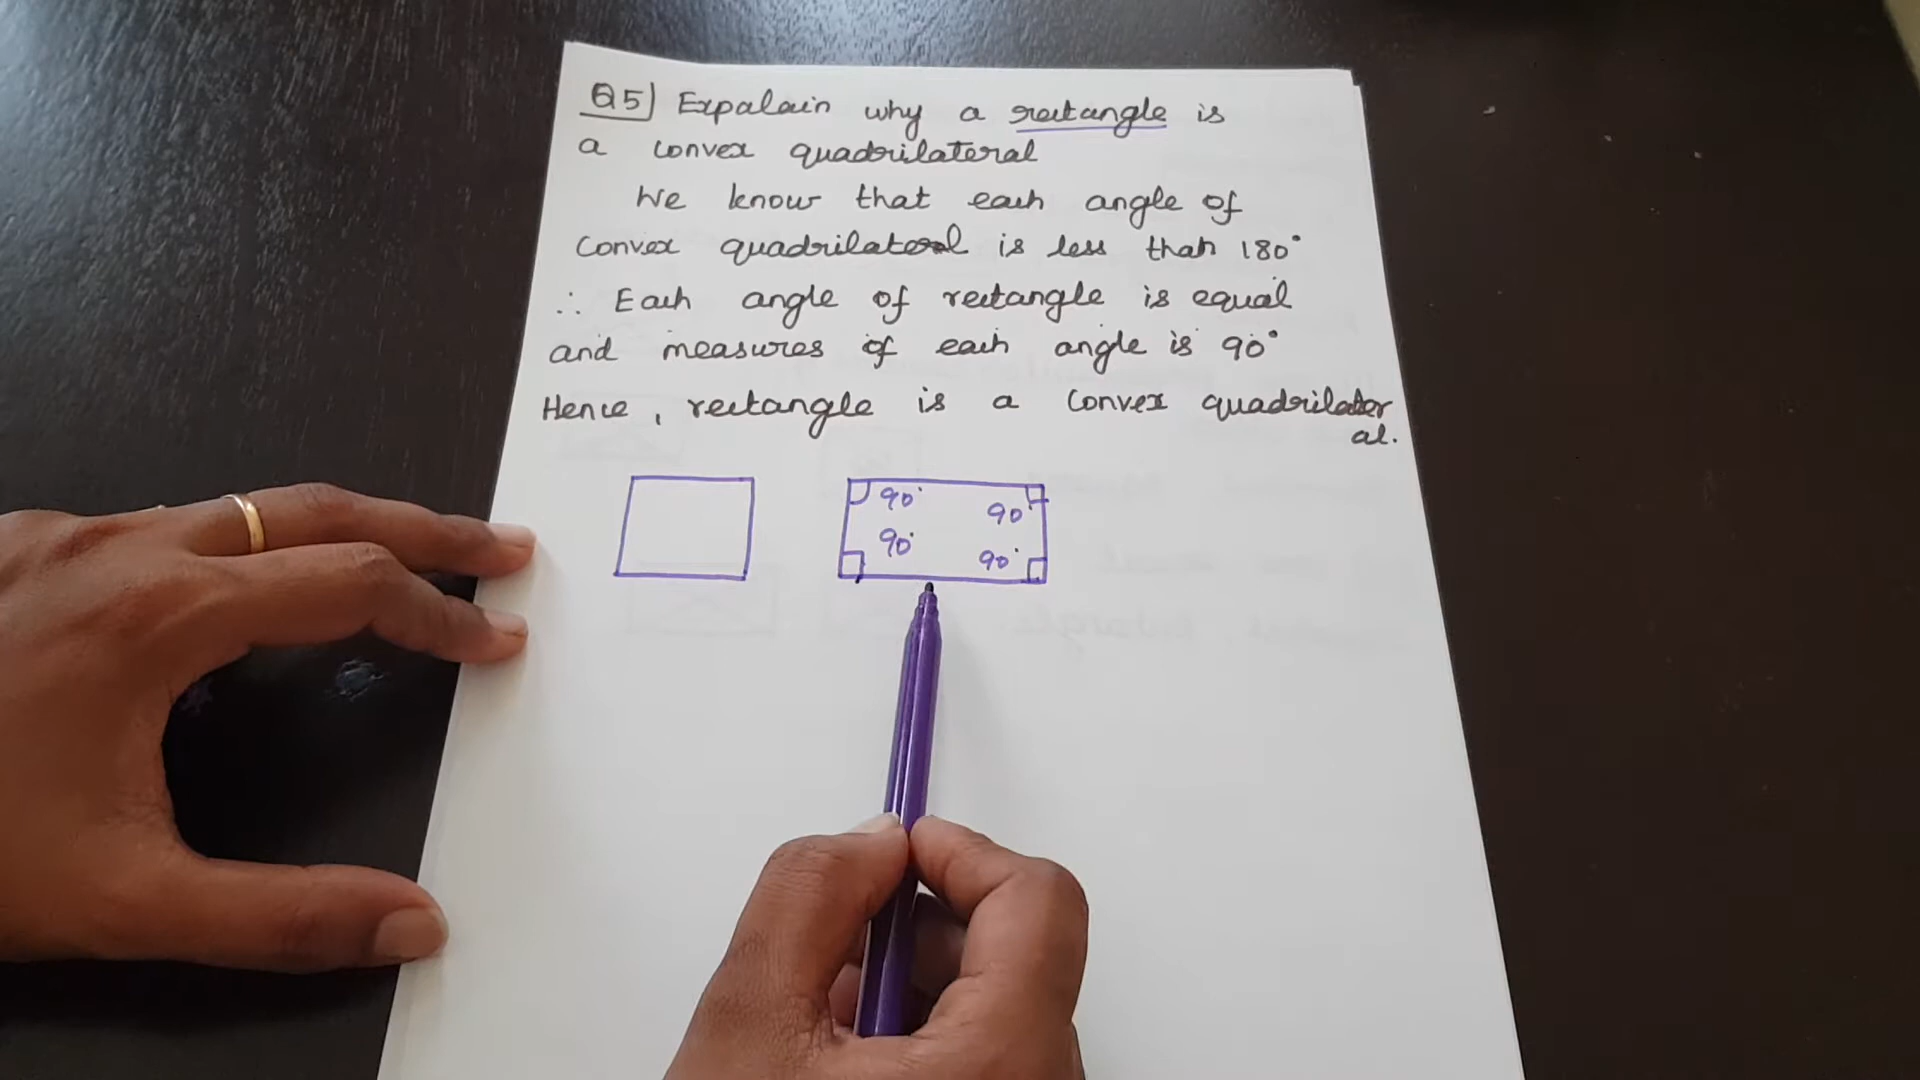 Q5) Expalain why a rectangle is
a convex quadrilateral
We know that each angle of
Convex quadrilateral is less than 180°
∴ Each angle of rectangle is equal
and measures of each angle is 90°
Hence, rectangle is a convex quadrilater
al.
90° 90°
90° 90°